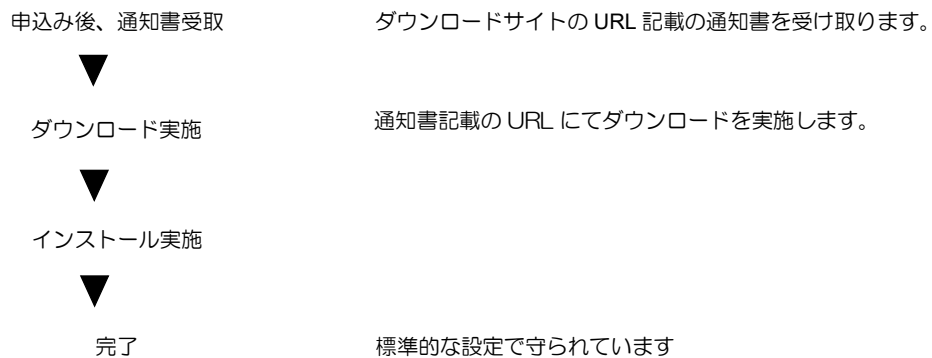 申込み後、通知書受取
ダウンロードサイトの URL 記載の通知書を受け取ります。
ダウンロード実施
通知書記載の URL にてダウンロードを実施します。
インストール実施
完了
標準的な設定で守られています